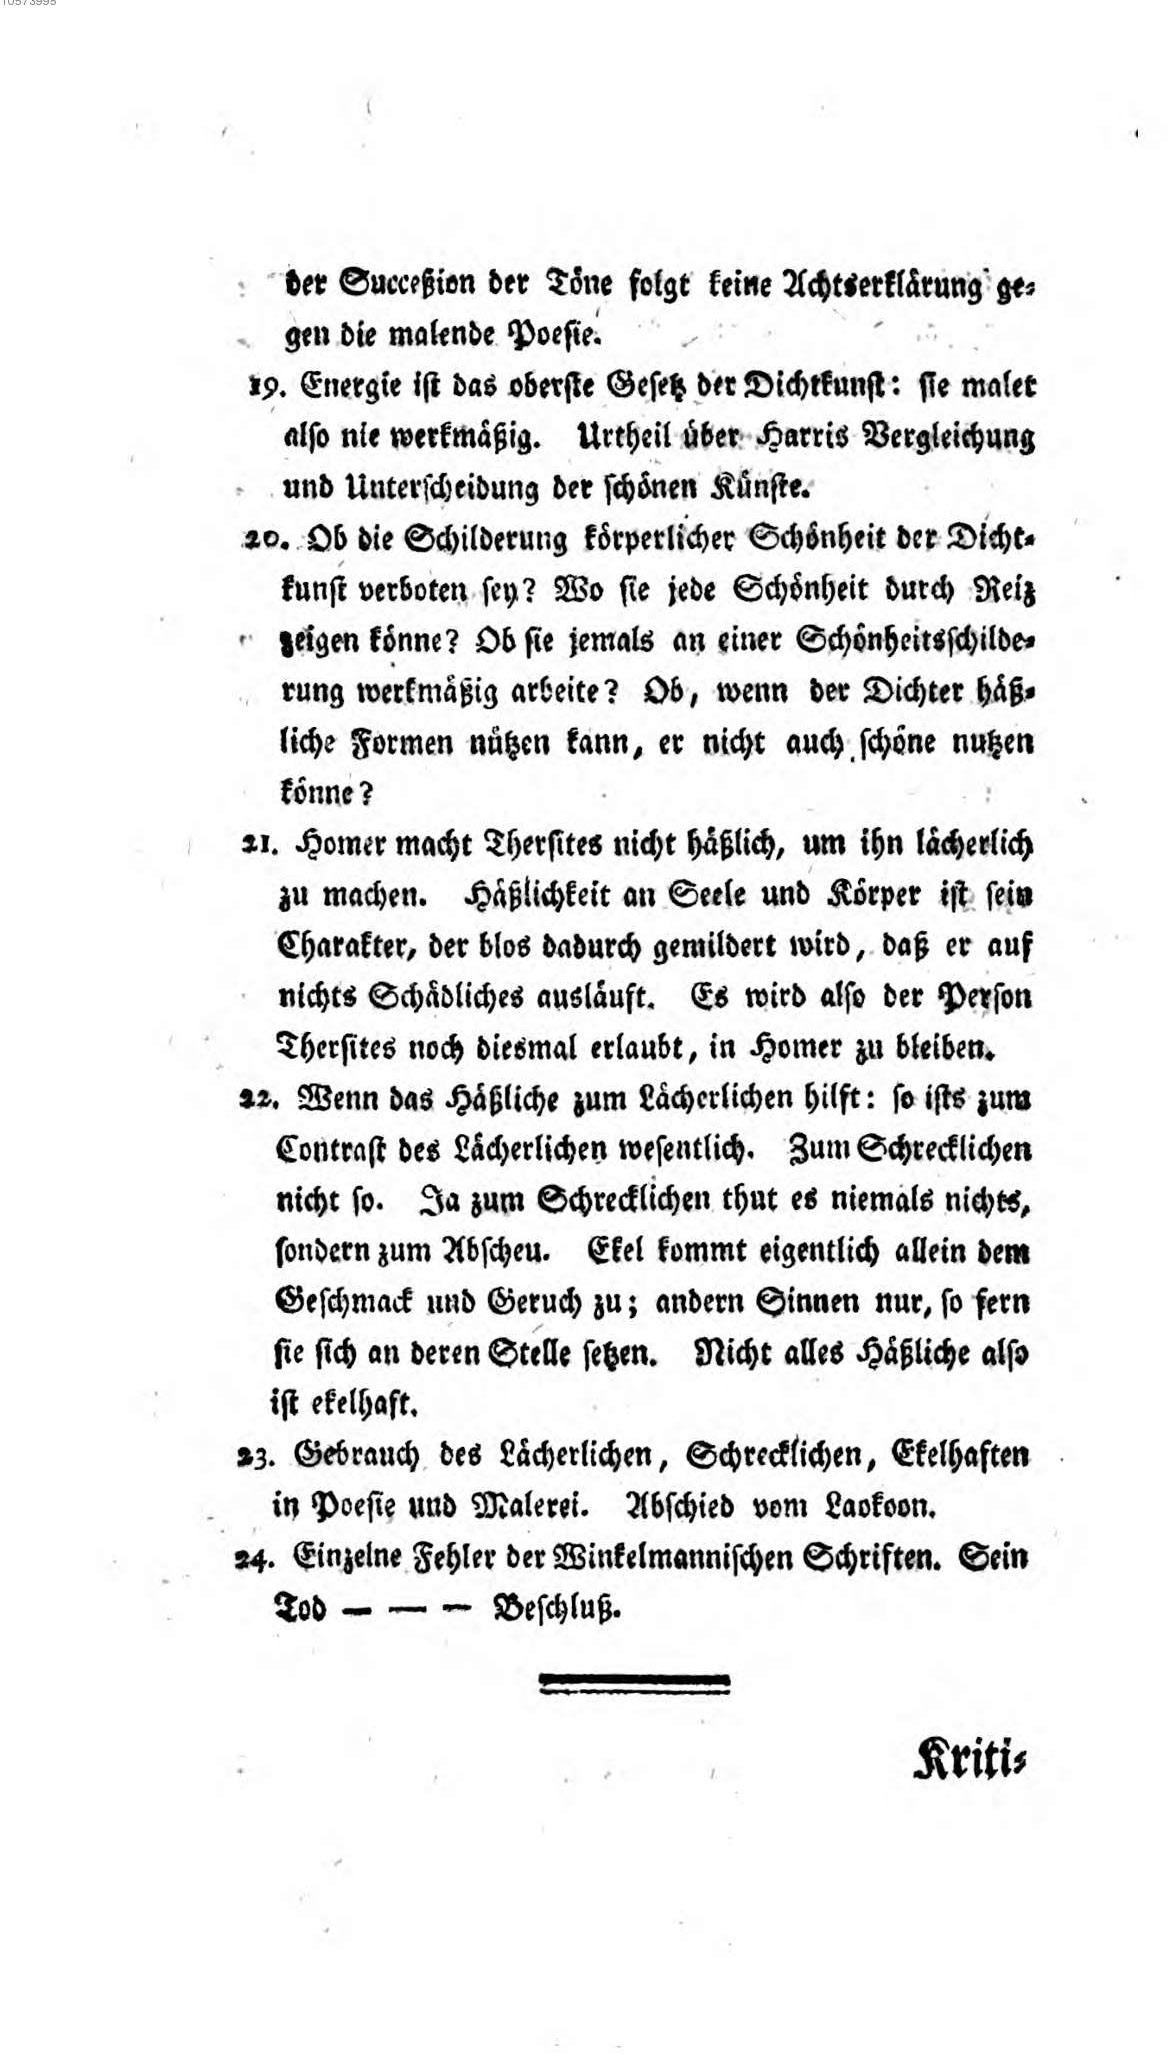 10573995
der Succeßion der Töne folgt keine Achtserklärung ge-
gen die malende Poesie.
19. Energie ist das oberste Gesetz der Dichtkunst: sie malet
also nie werkmäßig. Urtheil über Harris Vergleichung
und Unterscheidung der schönen Künste.
20. Ob die Schilderung körperlicher Schönheit der Dicht-
kunst verboten sey? Wo sie jede Schönheit durch Reiz
zeigen könne? Ob sie jemals an einer Schönheitsschilde-
rung werkmäßig arbeite? Ob, wenn der Dichter häß-
liche Formen nützen kann, er nicht auch schöne nutzen
könne?
21. Homer macht Thersites nicht häßlich, um ihn lächerlich
zu machen. Häßlichkeit an Seele und Körper ist sein
Charakter, der blos dadurch gemildert wird, daß er auf
nichts Schädliches ausläuft. Es wird also der Person
Thersites noch diesmal erlaubt, in Homer zu bleiben.
22. Wenn das Häßliche zum Lächerlichen hilft: so ists zum
Contrast des Lächerlichen wesentlich. Zum Schrecklichen
nicht so. Ja zum Schrecklichen thut es niemals nichts,
sondern zum Abscheu. Ekel kommt eigentlich allein dem
Geschmack und Geruch zu; andern Sinnen nur, so fern
sie sich an deren Stelle setzen. Nicht alles Häßliche also
ist ekelhaft.
23. Gebrauch des Lächerlichen, Schrecklichen, Ekelhaften
in Poesie und Malerei. Abschied vom Laokoon.
24. Einzelne Fehler der Winkelmannischen Schriften. Sein
Tod — — — Beschluß.
Kriti-